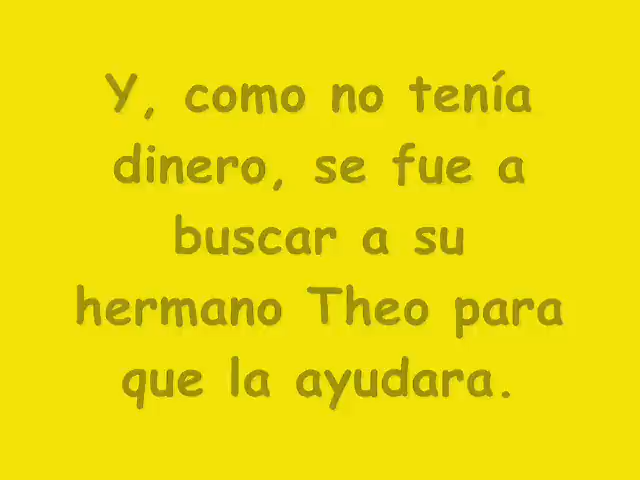 Y, como no tenía
dinero, se fue a
buscar a su
hermano Theo para
que la ayudara.